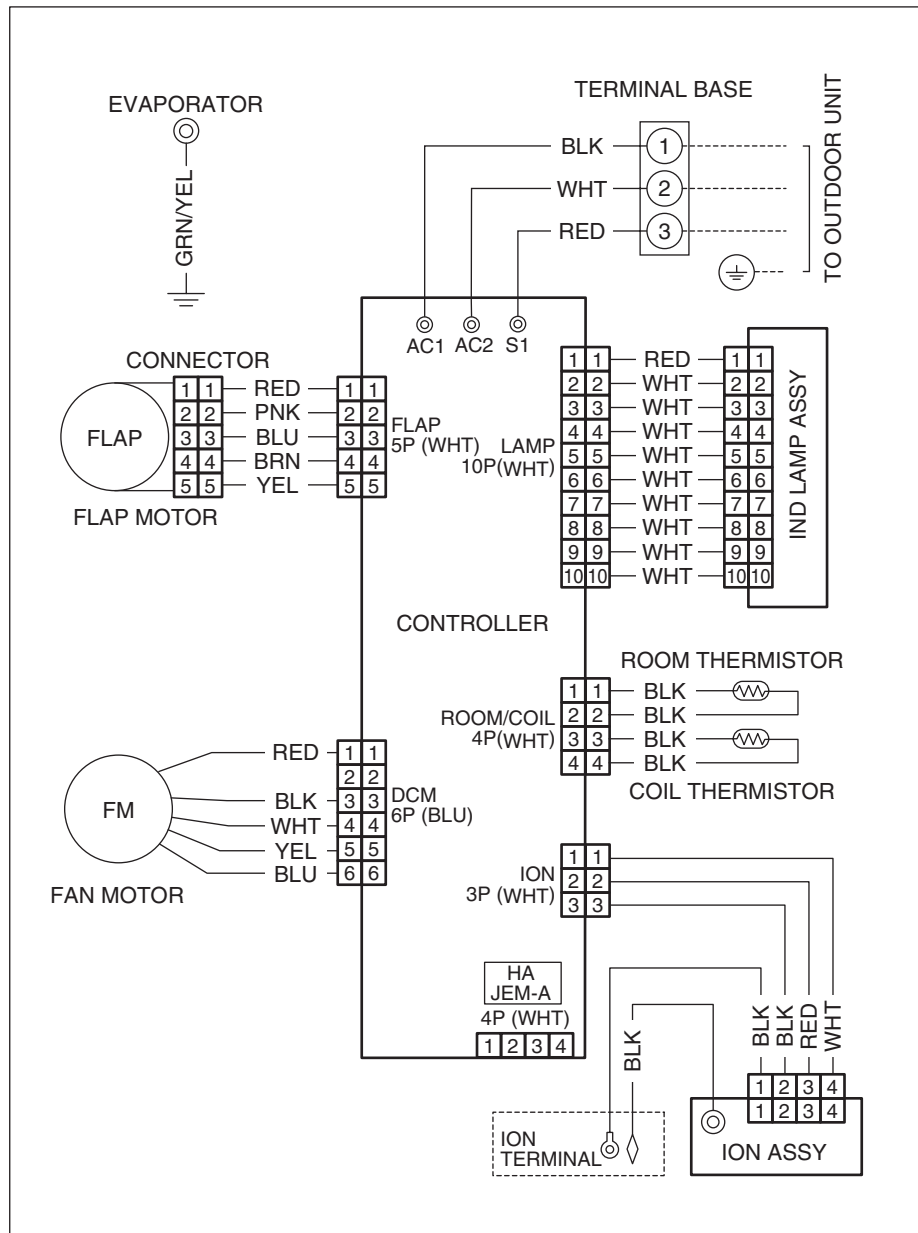 EVAPORATOR
GRN/YEL
TERMINAL BASE
BLK 1
WHT 2
RED 3
TO OUTDOOR UNIT
AC1 AC2 S1
CONNECTOR
FLAP
FLAP MOTOR
1 1 RED 1 1
2 2 PNK 2 2
3 3 BLU 3 3
4 4 BRN 4 4
5 5 YEL 5 5
FLAP
5P (WHT)
LAMP
10P(WHT)
1 1 RED 1 1
2 2 WHT 2 2
3 3 WHT 3 3
4 4 WHT 4 4
5 5 WHT 5 5
6 6 WHT 6 6
7 7 WHT 7 7
8 8 WHT 8 8
9 9 WHT 9 9
10 10 WHT 10 10
IND LAMP ASSY
CONTROLLER
ROOM THERMISTOR
ROOM/COIL
4P(WHT)
1 1 BLK
2 2 BLK
3 3 BLK
4 4 BLK
COIL THERMISTOR
FM
FAN MOTOR
RED 1 1
2 2
BLK 3 3
WHT 4 4
YEL 5 5
BLU 6 6
DCM
6P (BLU)
ION
3P (WHT)
1 1
2 2
3 3
HA
JEM-A
4P (WHT)
1 2 3 4
BLK
BLK
BLK
RED
WHT
1 2 3 4
1 2 3 4
ION
TERMINAL
ION ASSY